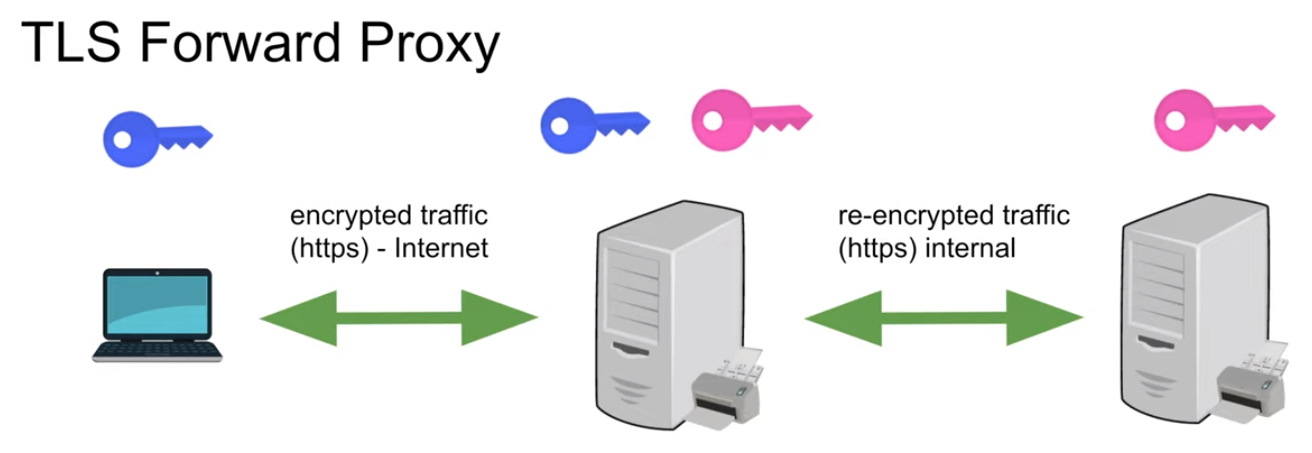 TLS Forward Proxy
encrypted traffic
(https) - Internet
re-encrypted traffic
(https) internal